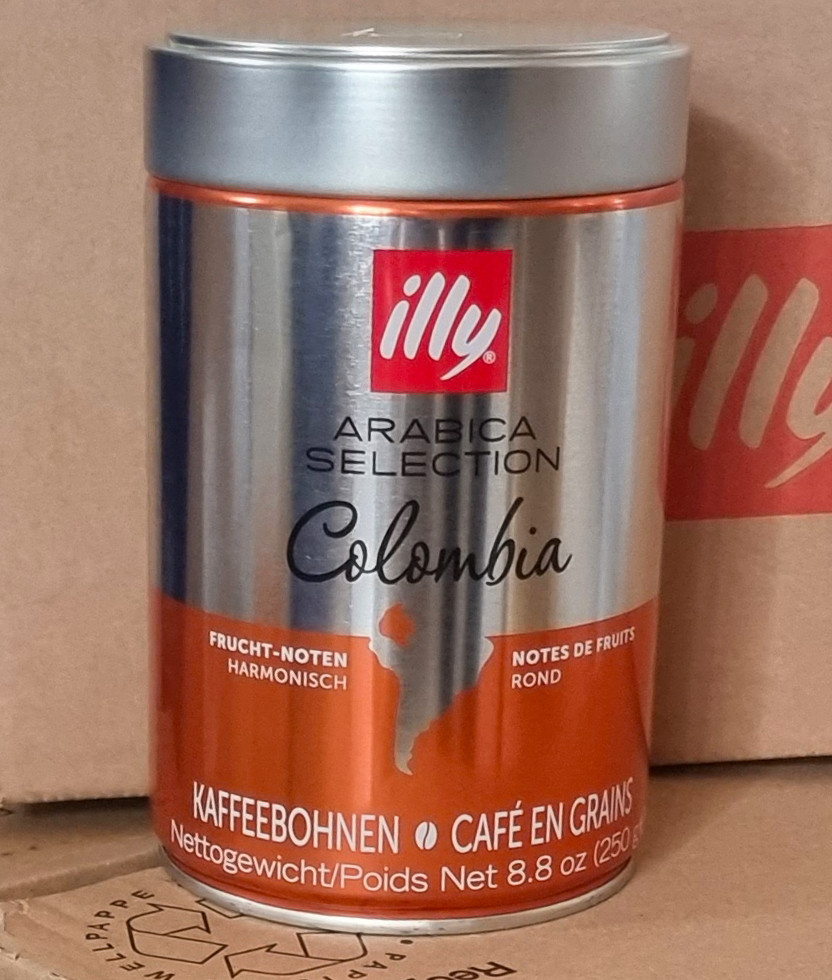 illy®
ARABICA
SELECTION
Colombia
FRUCHT-NOTEN
HARMONISCH
NOTES DE FRUITS
ROND
KAFFEEBOHNEN CAFÉ EN GRAINS
Nettogewicht/Poids Net 8.8 oz (250 g
illy
WELLPAPPE